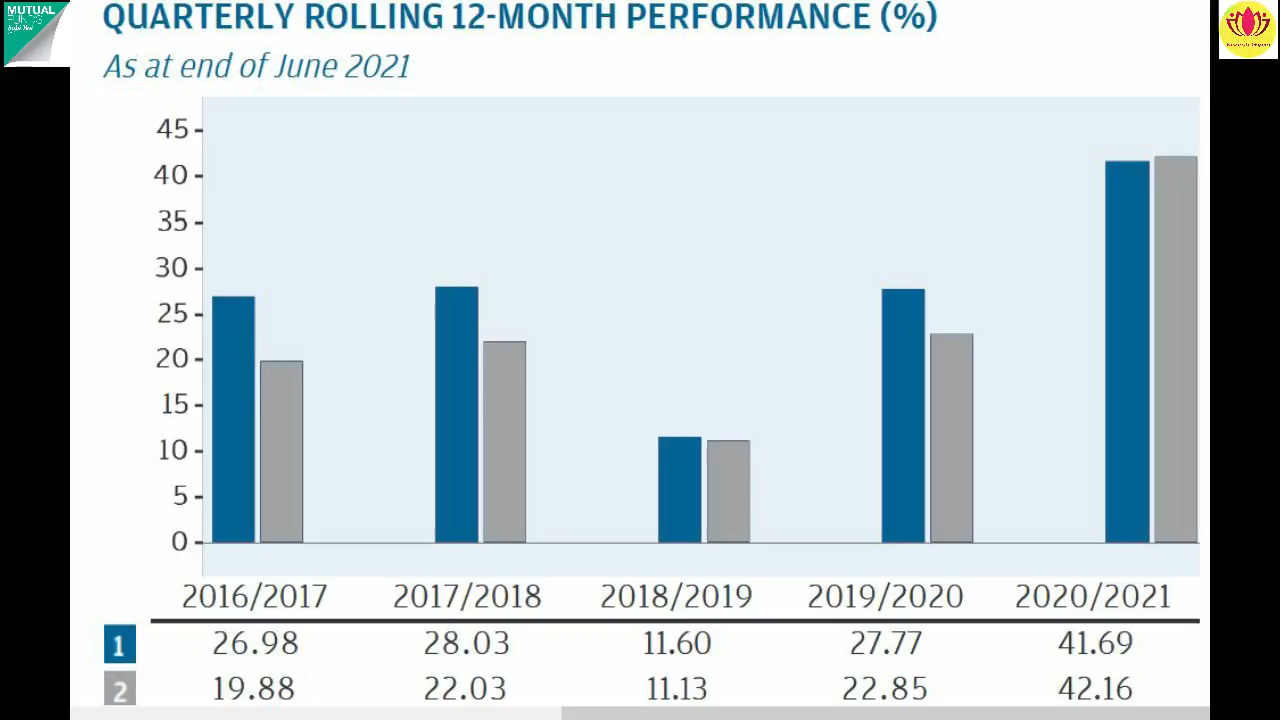 MUTUAL
FUNDS
QUARTERLY ROLLING 12-MONTH PERFORMANCE (%)
As at end of June 2021
45
40
35
30
25
20
15
10
5
0
2016/2017 2017/2018 2018/2019 2019/2020 2020/2021
1 26.98 28.03 11.60 27.77 41.69
2 19.88 22.03 11.13 22.85 42.16